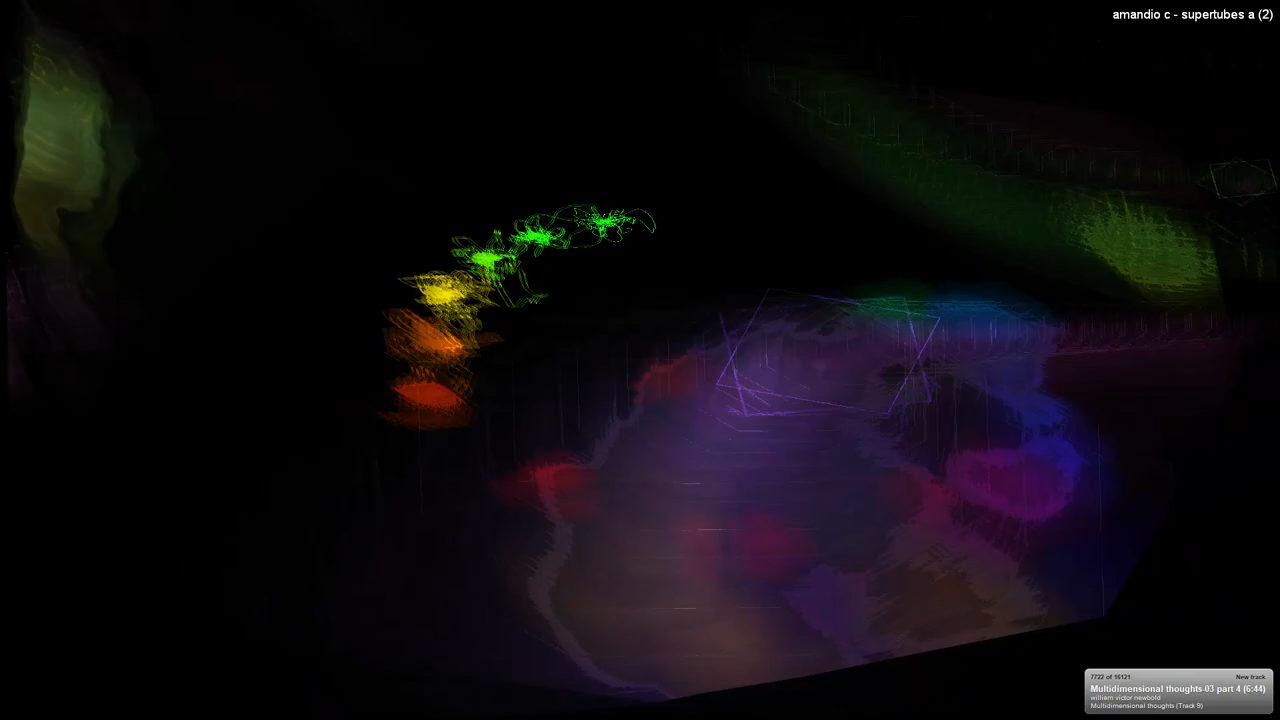 amandio c - supertubes a (2)
7722 of 16121 New track
Multidimensional thoughts-03 part 4 (6:44)
william victor newbold
Multidimensional thoughts (Track 9)